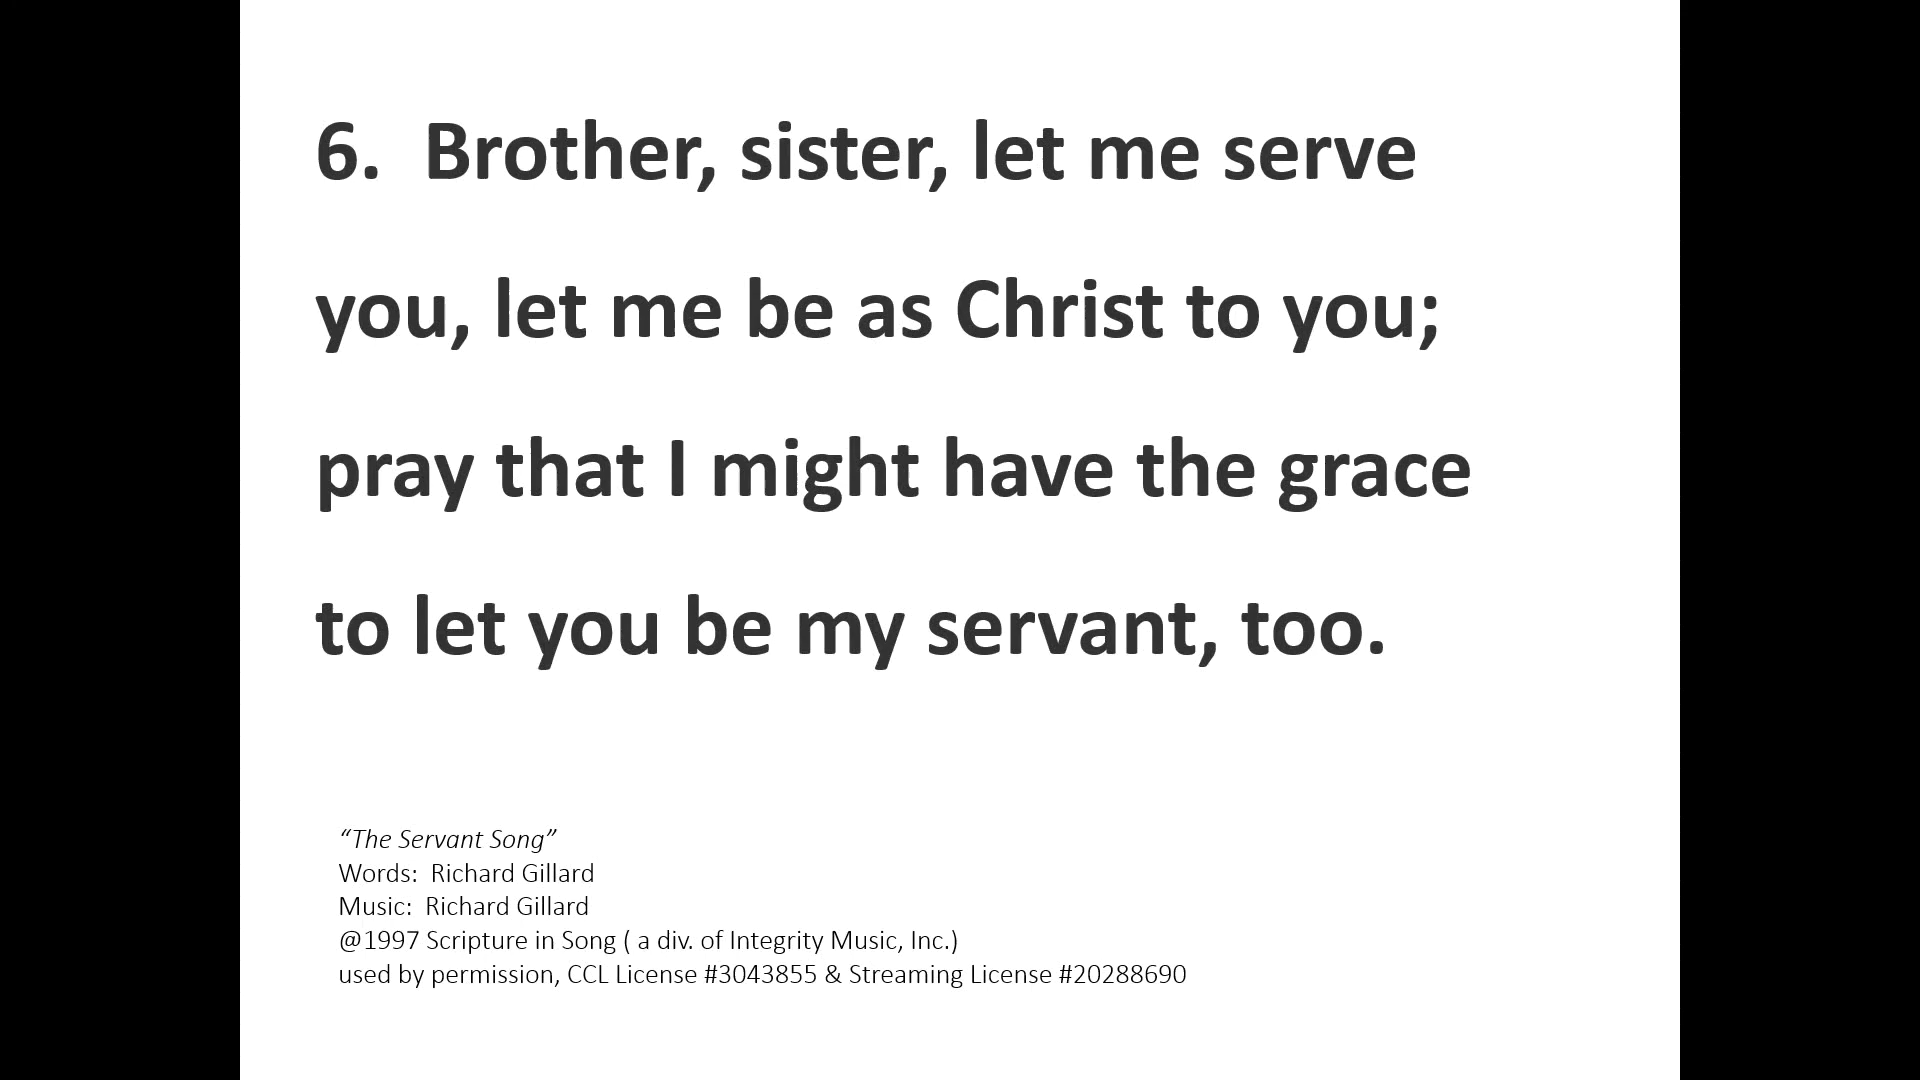 6.  Brother, sister, let me serve
you, let me be as Christ to you;
pray that I might have the grace
to let you be my servant, too.
“The Servant Song”
Words:  Richard Gillard
Music:  Richard Gillard
@1997 Scripture in Song ( a div. of Integrity Music, Inc.)
used by permission, CCL License #3043855 & Streaming License #20288690